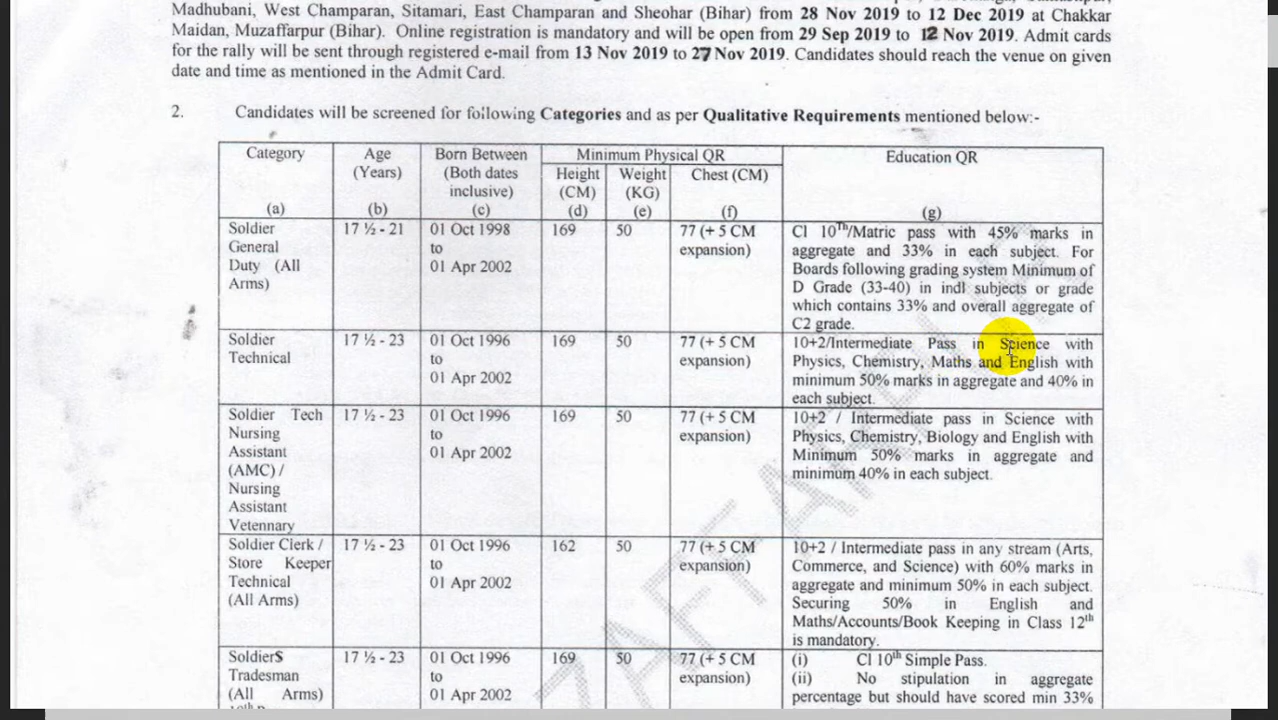 Madhubani, West Champaran, Sitamari, East Champaran and Sheohar (Bihar) from 28 Nov 2019 to 12 Dec 2019 at Chakkar
Maidan, Muzaffarpur (Bihar). Online registration is mandatory and will be open from 29 Sep 2019 to 12 Nov 2019. Admit cards
for the rally will be sent through registered e-mail from 13 Nov 2019 to 27 Nov 2019. Candidates should reach the venue on given
date and time as mentioned in the Admit Card.
2. Candidates will be screened for following Categories and as per Qualitative Requirements mentioned below:-
Category
(a)
Age
(Years)
(b)
Born Between
(Both dates
inclusive)
(c)
Minimum Physical QR
Height
(CM)
(d)
Weight
(KG)
(e)
Chest (CM)
(f)
Education QR
(g)
Soldier
General
Duty (All
Arms)
17 ½ - 21
01 Oct 1998
to
01 Apr 2002
169
50
77 (+ 5 CM
expansion)
Cl 10Th/Matric pass with 45% marks in
aggregate and 33% in each subject. For
Boards following grading system Minimum of
D Grade (33-40) in indl subjects or grade
which contains 33% and overall aggregate of
C2 grade.
Soldier
Technical
17 ½ - 23
01 Oct 1996
to
01 Apr 2002
169
50
77 (+ 5 CM
expansion)
10+2/Intermediate Pass in Science with
Physics, Chemistry, Maths and English with
minimum 50% marks in aggregate and 40% in
each subject.
Soldier Tech
Nursing
Assistant
(AMC) /
Nursing
Assistant
Vetennary
17 ½ - 23
01 Oct 1996
to
01 Apr 2002
169
50
77 (+ 5 CM
expansion)
10+2 / Intermediate pass in Science with
Physics, Chemistry, Biology and English with
Minimum 50% marks in aggregate and
minimum 40% in each subject.
Soldier Clerk /
Store Keeper
Technical
(All Arms)
17 ½ - 23
01 Oct 1996
to
01 Apr 2002
162
50
77 (+ 5 CM
expansion)
10+2 / Intermediate pass in any stream (Arts,
Commerce, and Science) with 60% marks in
aggregate and minimum 50% in each subject.
Securing 50% in English and
Maths/Accounts/Book Keeping in Class 12th
is mandatory.
SoldierS
Tradesman
(All Arms)
17 ½ - 23
01 Oct 1996
to
01 Apr 2002
169
50
77 (+ 5 CM
expansion)
(i) Cl 10th Simple Pass.
(ii) No stipulation in aggregate
percentage but should have scored min 33%